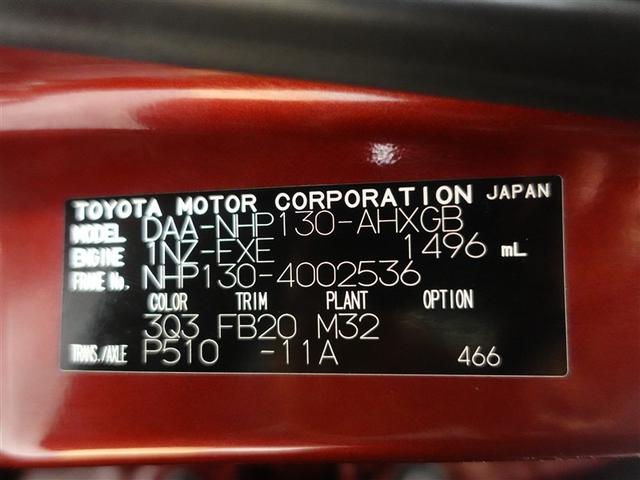 TOYOTA MOTOR CORPORATION JAPAN
MODEL DAA-NHP130-AHXGB
ENGINE 1NZ-EXE 1496 mL
FRAME No. NHP130-4002536
COLOR TRIM PLANT OPTION
3Q3 FB20 M32
TRANS./AXLE P510 -11A 466